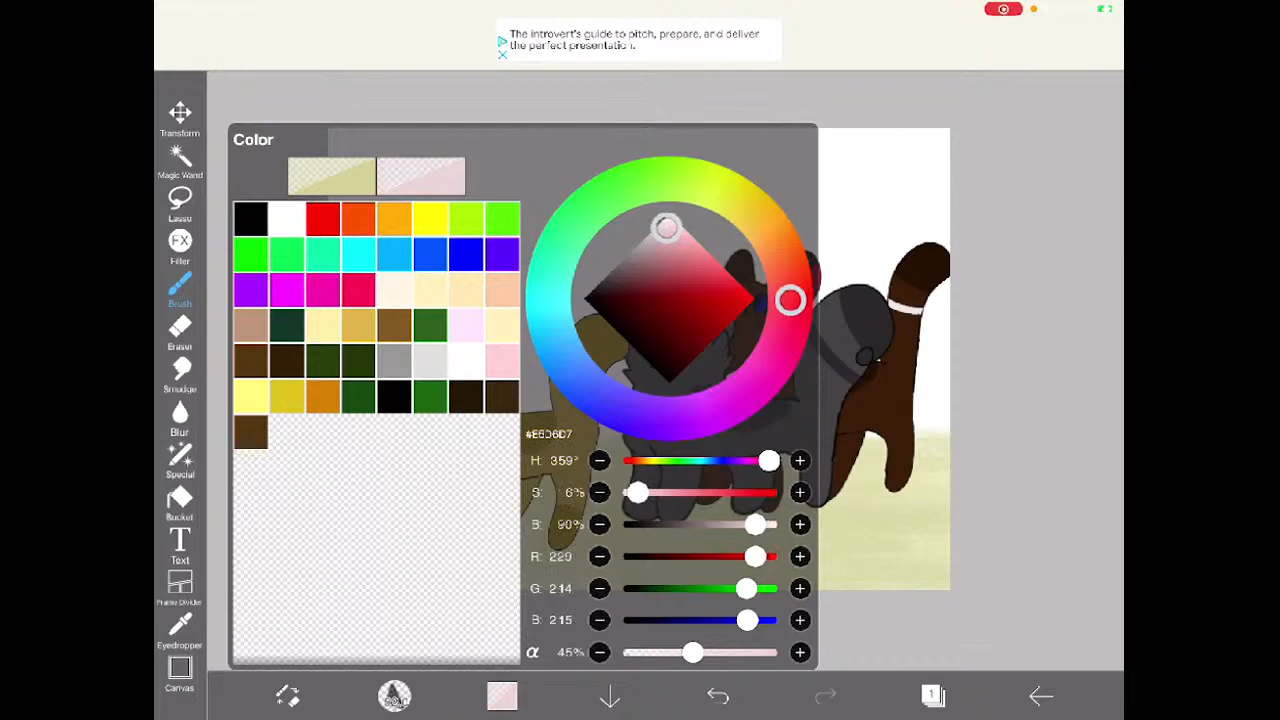 The introvert's guide to pitch, prepare, and deliver
the perfect presentation.
Color
Transform
Magic Wand
Lasso
FX
Filter
Brush
Eraser
Smudge
Blur
Special
Bucket
T
Text
Frame Divider
Eyedropper
Canvas
H: 359°
S: 6%
B: 90%
R: 229
G: 214
B: 215
α 45%
1